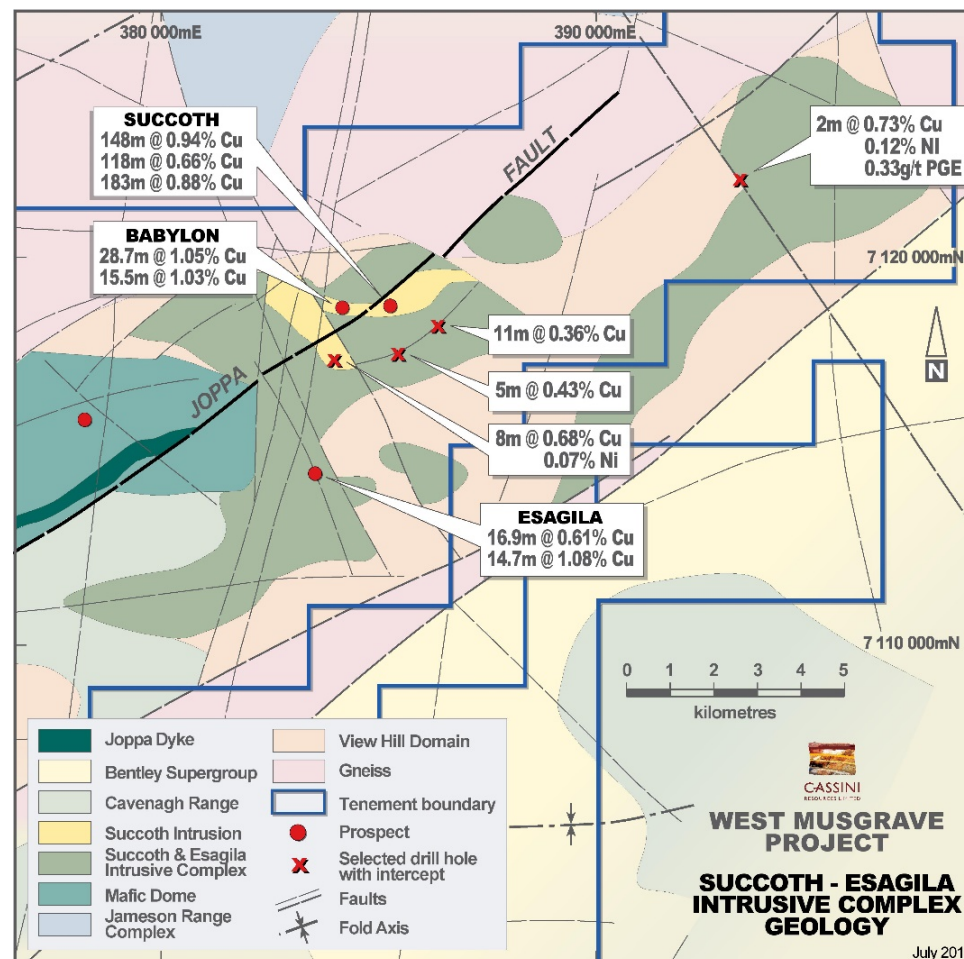 380 000mE
390 000mE
SUCCOTH
148m @ 0.94% Cu
118m @ 0.66% Cu
183m @ 0.88% Cu
FAULT
2m @ 0.73% Cu
0.12% NI
0.33g/t PGE
BABYLON
28.7m @ 1.05% Cu
15.5m @ 1.03% Cu
7 120 000mN
11m @ 0.36% Cu
N
JOPPA
5m @ 0.43% Cu
8m @ 0.68% Cu
0.07% Ni
ESAGILA
16.9m @ 0.61% Cu
14.7m @ 1.08% Cu
7 110 000mN
0 1 2 3 4 5
kilometres
Joppa Dyke
Bentley Supergroup
Cavenagh Range
Succoth Intrusion
Succoth & Esagila
Intrusive Complex
Mafic Dome
Jameson Range
Complex
View Hill Domain
Gneiss
Tenement boundary
Prospect
Selected drill hole
with intercept
Faults
Fold Axis
CASSINI
RESOURCES LIMITED
WEST MUSGRAVE
PROJECT
SUCCOTH - ESAGILA
INTRUSIVE COMPLEX
GEOLOGY
July 201